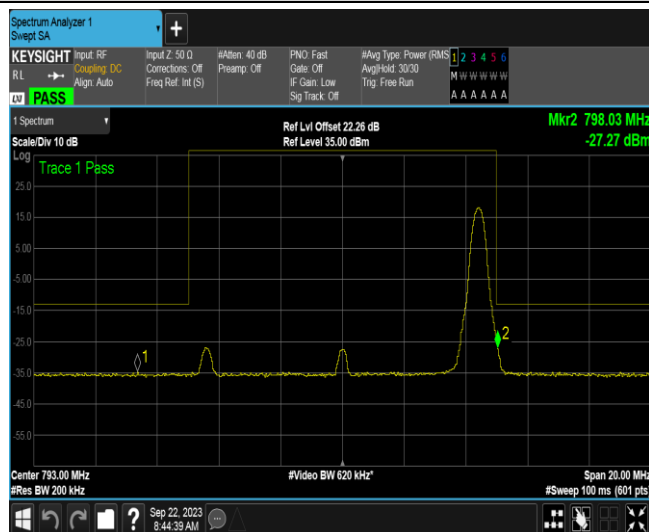 Spectrum Analyzer 1
Swept SA
+
KEYSIGHT
RL
LXI PASS
Input: RF
Coupling: DC
Align: Auto
Input Z: 50 Ω
Corrections: Off
Freq Ref: Int (S)
#Atten: 40 dB
Preamp: Off
PNO: Fast
Gate: Off
IF Gain: Low
Sig Track: Off
#Avg Type: Power (RMS
Avg|Hold: 30/30
Trig: Free Run
1 2 3 4 5 6
M W W W W W
A A A A A A
1 Spectrum
Scale/Div 10 dB
Ref Lvl Offset 22.26 dB
Ref Level 35.00 dBm
Mkr2 798.03 MHz
-27.27 dBm
Log
Trace 1 Pass
25.0
15.0
5.00
-5.00
-15.0
-25.0
-35.0
-45.0
-55.0
1
2
Center 793.00 MHz
#Res BW 200 kHz
#Video BW 620 kHz*
Span 20.00 MHz
#Sweep 100 ms (601 pts)
?
Sep 22, 2023
8:44:39 AM